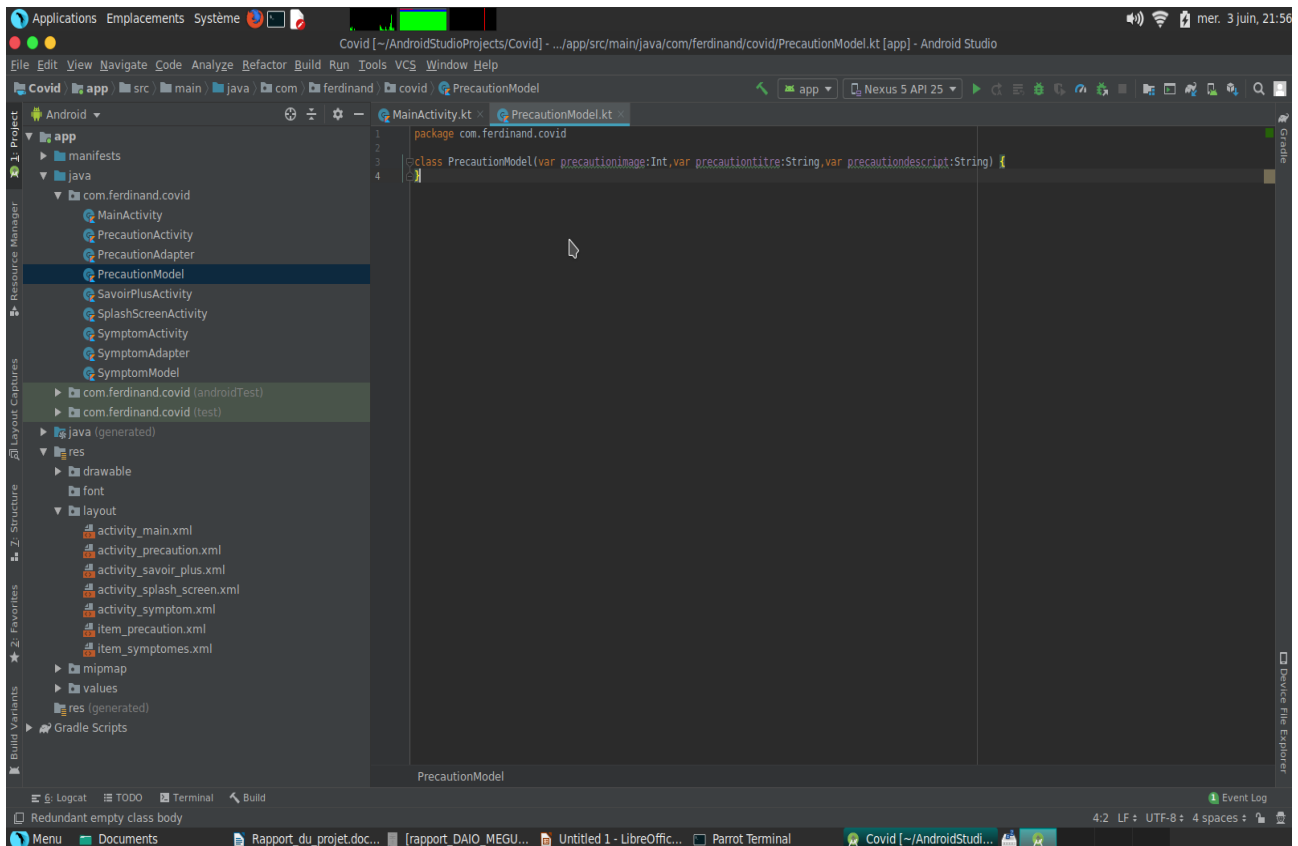 Applications Emplacements Système mer. 3 juin, 21:56
Covid [~/AndroidStudioProjects/Covid] - .../app/src/main/java/com/ferdinand/covid/PrecautionModel.kt [app] - Android Studio
File Edit View Navigate Code Analyze Refactor Build Run Tools VCS Window Help
Covid app src main java com ferdinand covid PrecautionModel app Nexus 5 API 25
Android
MainActivity.kt PrecautionModel.kt
app
manifests
java
com.ferdinand.covid
MainActivity
PrecautionActivity
PrecautionAdapter
PrecautionModel
SavoirPlusActivity
SplashScreenActivity
SymptomActivity
SymptomAdapter
SymptomModel
com.ferdinand.covid (androidTest)
com.ferdinand.covid (test)
java (generated)
res
drawable
font
layout
activity_main.xml
activity_precaution.xml
activity_savoir_plus.xml
activity_splash_screen.xml
activity_symptom.xml
item_precaution.xml
item_symptomes.xml
mipmap
values
res (generated)
Gradle Scripts
1: Project
Resource Manager
Layout Captures
7: Structure
2: Favorites
Build Variants
1 package com.ferdinand.covid
2
3 class PrecautionModel(var precautionimage:Int,var precautiontitre:String,var precautiondescript:String) {
4 }
Gradle
Device File Explorer
PrecautionModel
6: Logcat TODO Terminal Build 1 Event Log
Redundant empty class body 4:2 LF UTF-8 4 spaces
Menu Documents Rapport_du_projet.doc... [rapport_DAIO_MEGU... Untitled 1 - LibreOffic... Parrot Terminal Covid [~/AndroidStudi...